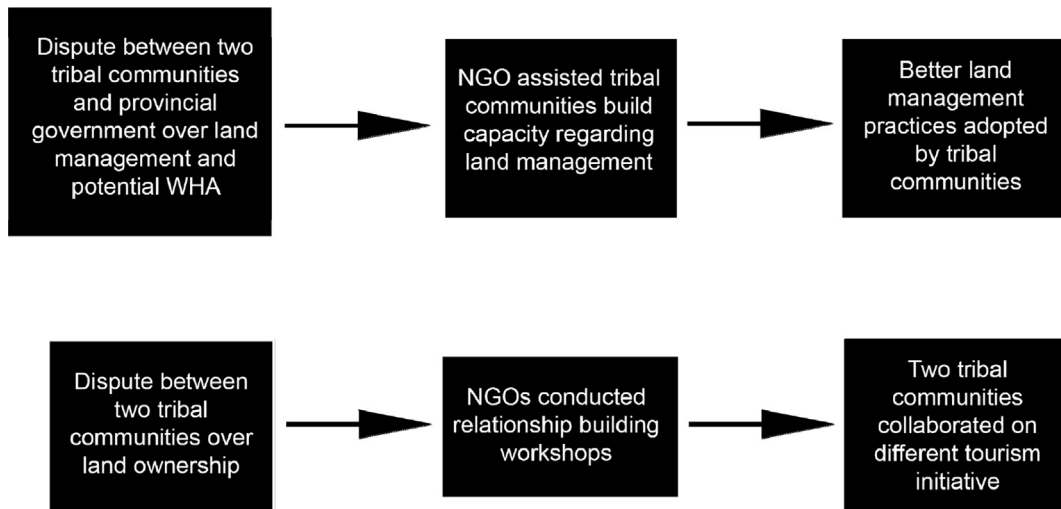 Dispute between two
tribal communities
and provincial
government over land
management and
potential WHA
NGO assisted tribal
communities build
capacity regarding
land management
Better land
management
practices adopted
by tribal
communities
Dispute between
two tribal
communities over
land ownership
NGOs conducted
relationship building
workshops
Two tribal
communities
collaborated on
different tourism
initiative